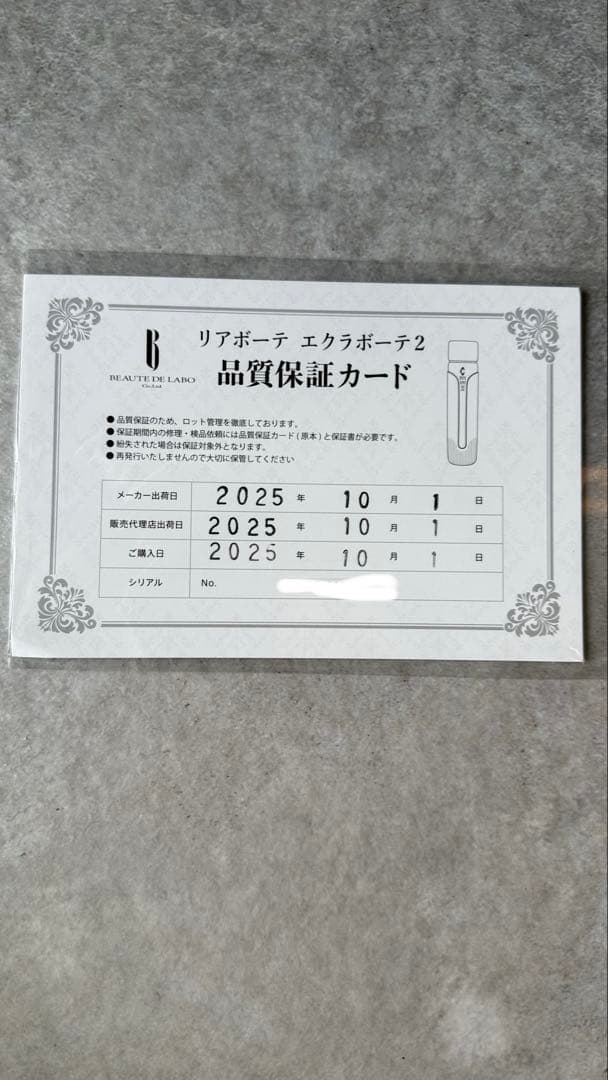 リアボーテ エクラボーテ2
品質保証カード
B
BEAUTE DE LABO
Co.Ltd.
● 品質保証のため、ロット管理を徹底しております。
● 保証期間内の修理・検品依頼には品質保証カード(原本)と保証書が必要です。
● 紛失された場合は保証対象外となります。
● 再発行いたしませんので大切に保管してください
メーカー出荷日 2025 年 10 月 1 日
販売代理店出荷日 2025 年 10 月 1 日
ご購入日 2025 年 10 月 1 日
シリアル No.